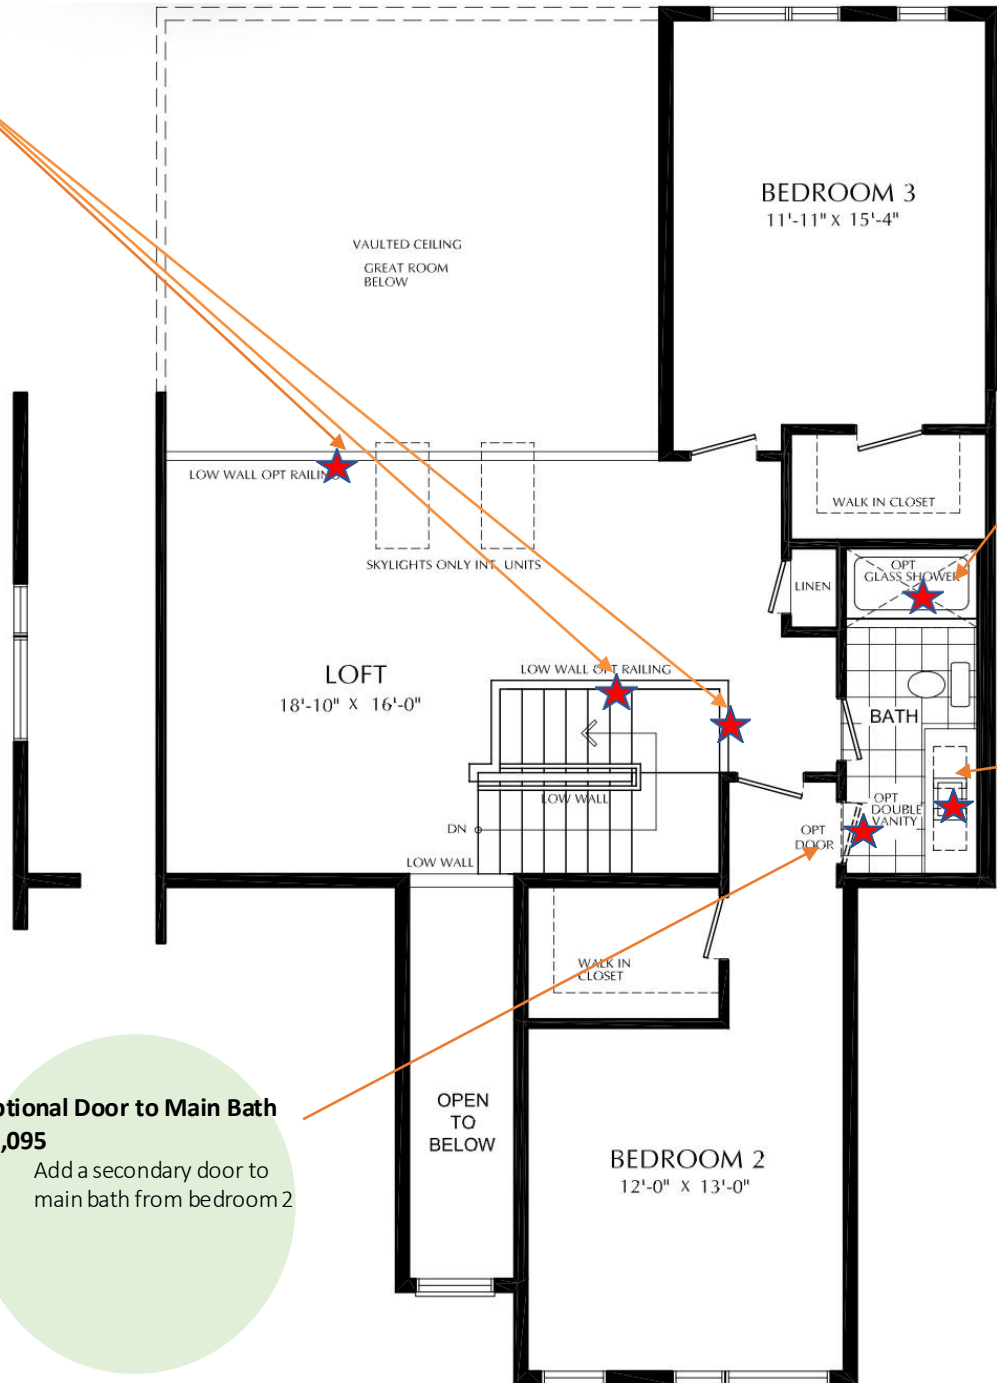 BEDROOM 3
11'-11" X 15'-4"
VAULTED CEILING
GREAT ROOM
BELOW
LOW WALL OPT RAILING
WALK IN CLOSET
SKYLIGHTS ONLY INT. UNITS
OPT
GLASS SHOWER
LINEN
LOFT
18'-10" X 16'-0"
LOW WALL OPT RAILING
BATH
LOW WALL
OPT
DOUBLE
VANITY
DN
OPT
DOOR
LOW WALL
WALK IN
CLOSET
OPEN
TO
BELOW
ptional Door to Main Bath
,095
Add a secondary door to
main bath from bedroom 2
BEDROOM 2
12'-0" X 13'-0"